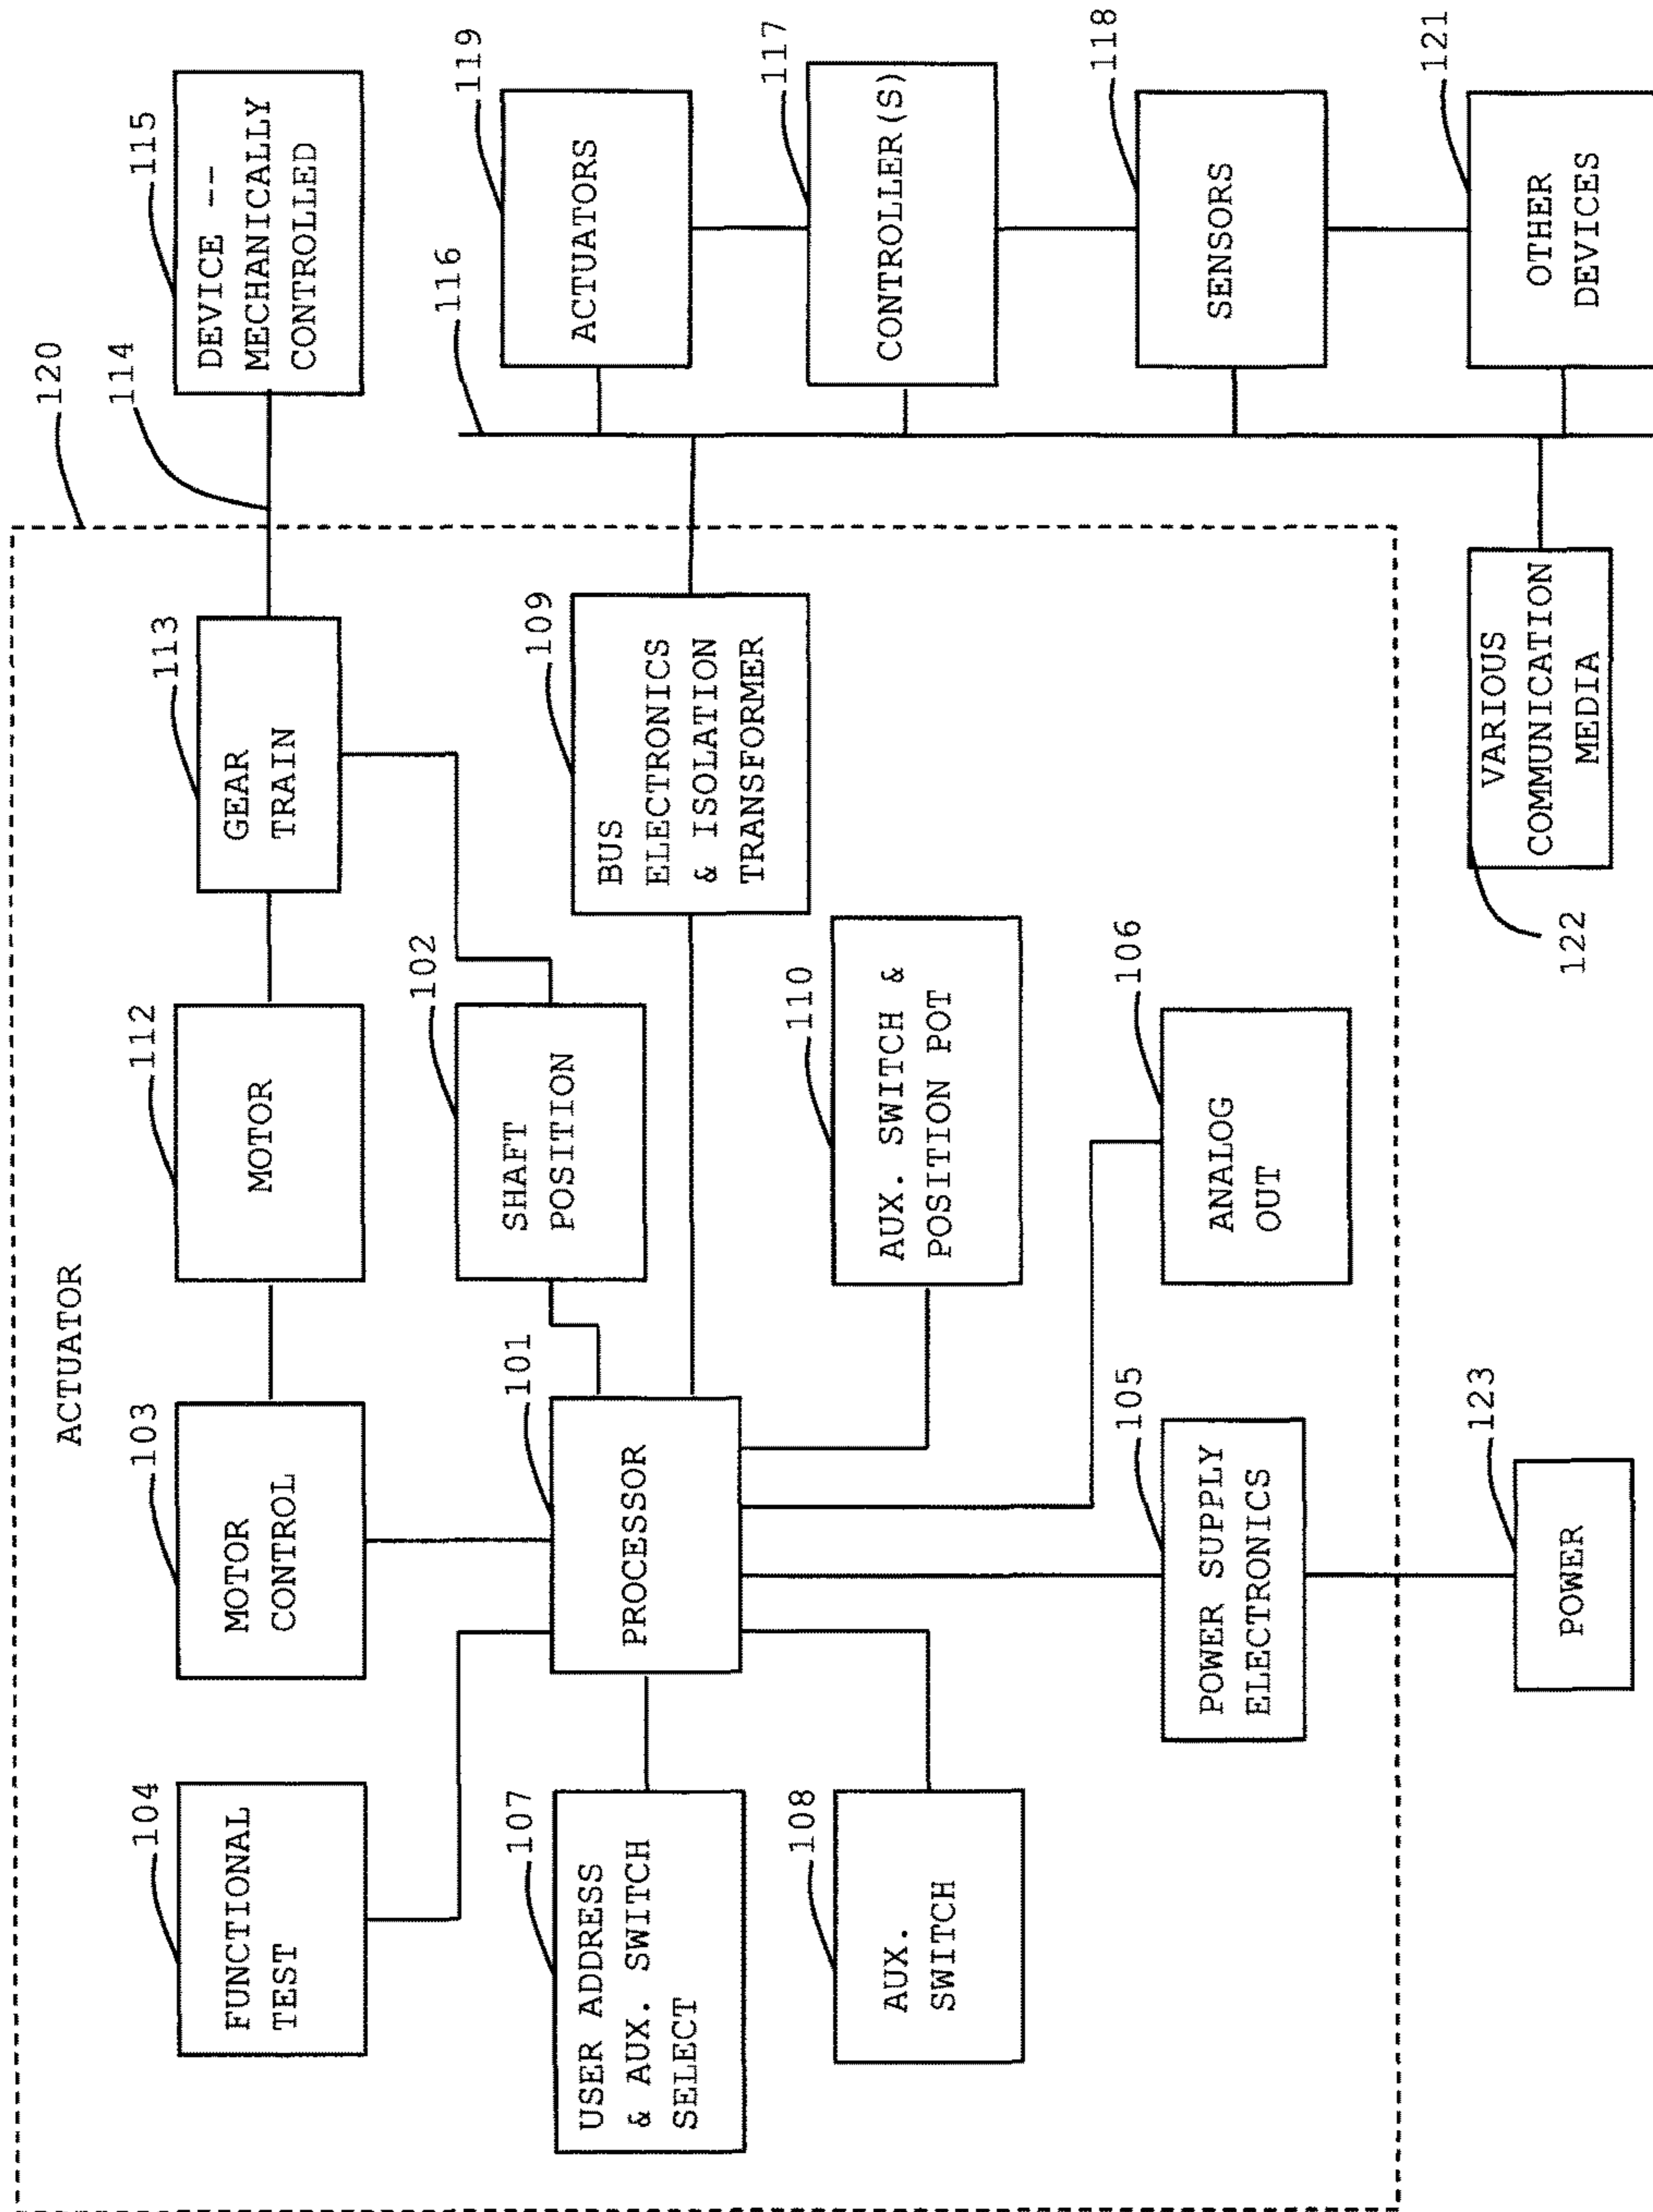 ACTUATOR
120
104
FUNCTIONAL
TEST
103
MOTOR
CONTROL
112
MOTOR
113
GEAR
TRAIN
114
115
DEVICE --
MECHANICALLY
CONTROLLED
102
SHAFT
POSITION
116
119
ACTUATORS
107
USER ADDRESS
& AUX. SWITCH
SELECT
101
PROCESSOR
109
BUS
ELECTRONICS
& ISOLATION
TRANSFORMER
117
CONTROLLER(S)
108
AUX.
SWITCH
110
AUX. SWITCH &
POSITION POT
118
SENSORS
105
POWER SUPPLY
ELECTRONICS
106
ANALOG
OUT
121
OTHER
DEVICES
123
POWER
122
VARIOUS
COMMUNICATION
MEDIA